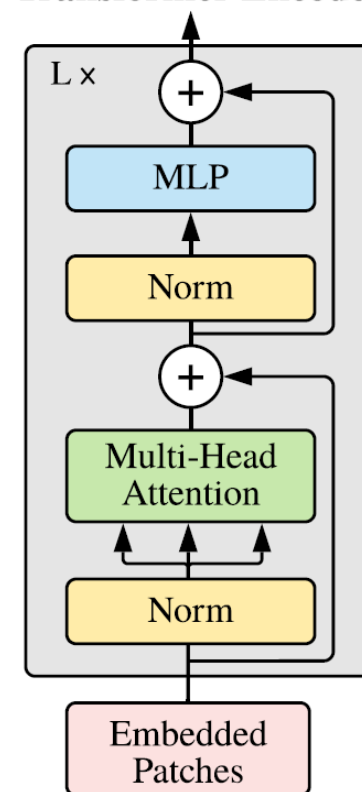 L ×
+
MLP
Norm
+
Multi-Head
Attention
Norm
Embedded
Patches